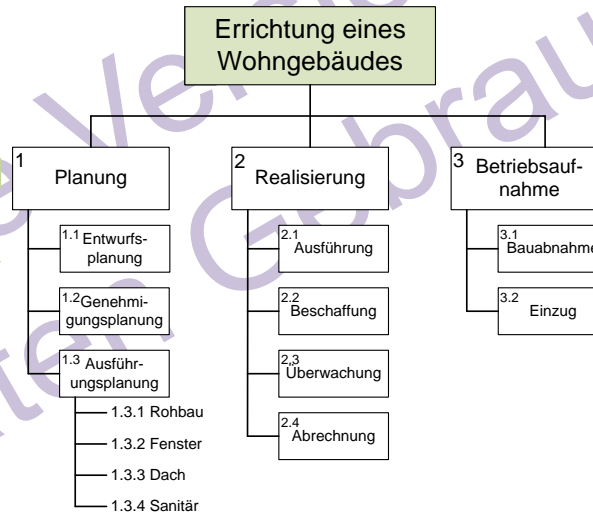 Errichtung eines
Wohngebäudes
1
Planung
1.1 Entwurfs-
planung
1.2 Genehmi-
gungsplanung
1.3 Ausführ-
ungsplanung
1.3.1 Rohbau
1.3.2 Fenster
1.3.3 Dach
1.3.4 Sanitär
2
Realisierung
2.1
Ausführung
2.2
Beschaffung
2.3
Überwachung
2.4
Abrechnung
3 Betriebsauf-
nahme
3.1
Bauabnahme
3.2
Einzug